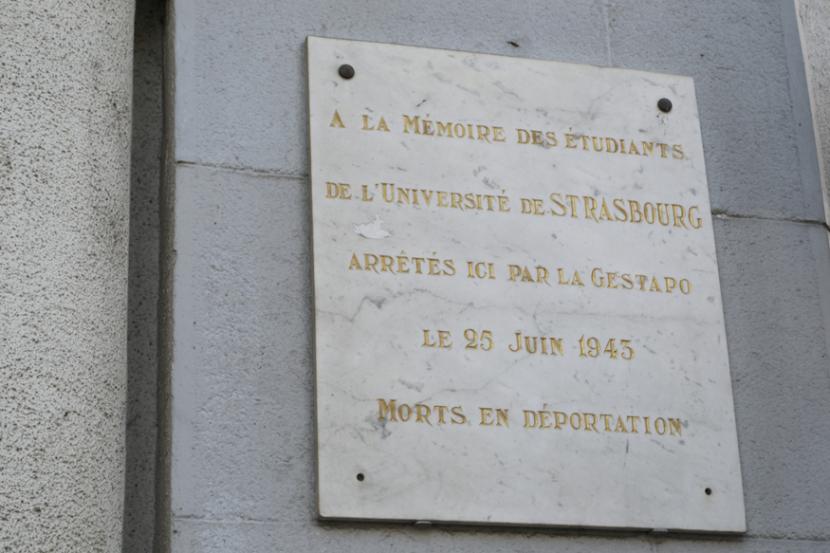 A LA MÉMOIRE DES ÉTUDIANTS
DE L'UNIVERSITÉ DE STRASBOURG
ARRÊTÉS ICI PAR LA GESTAPO
LE 25 JUIN 1943
MORTS EN DÉPORTATION